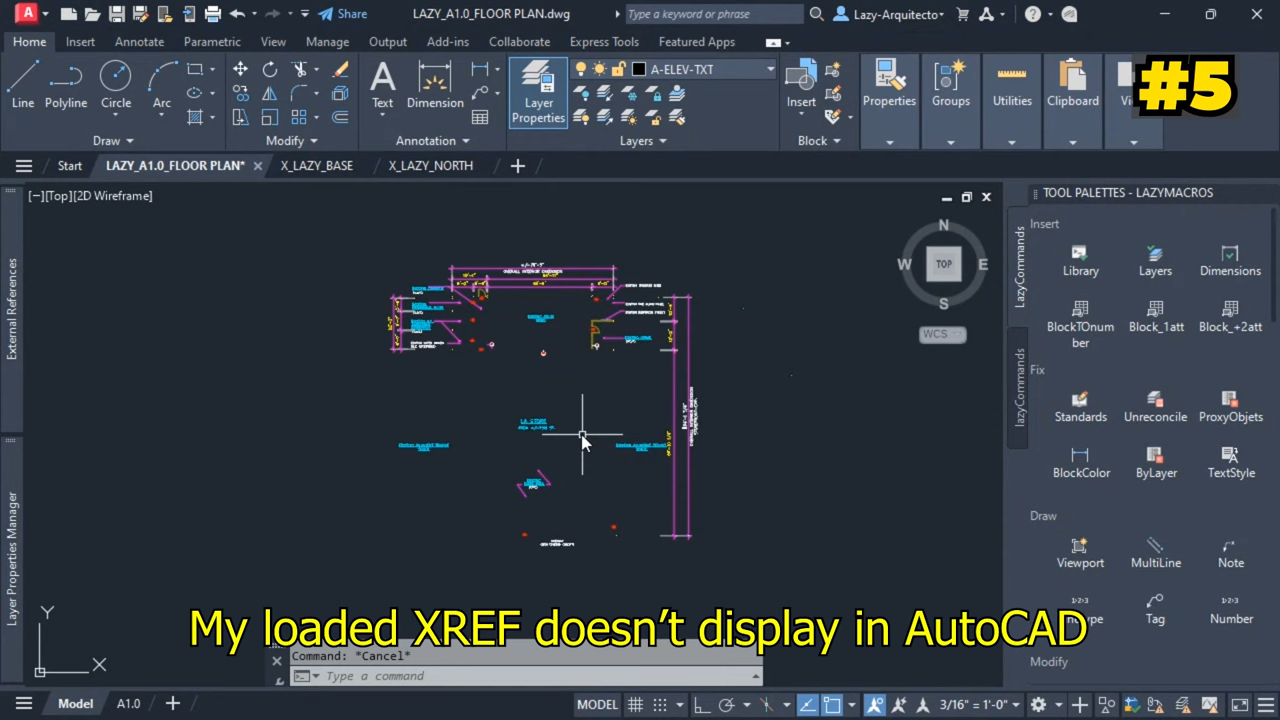 A CAD
LAZY_A1.0_FLOOR PLAN.dwg
Share
Type a keyword or phrase
Lazy-Arquitecto
Home Insert Annotate Parametric View Manage Output Add-ins Collaborate Express Tools Featured Apps
#5
Line Polyline Circle Arc
Text Dimension
Layer Properties
A-ELEV-TXT
Insert
Properties Groups Utilities Clipboard
Draw Modify Annotation Layers Block
Start LAZY_A1.0_FLOOR PLAN* X_LAZY_BASE X_LAZY_NORTH
[−][Top][2D Wireframe]
TOOL PALETTES - LAZYMACROS
External References
Layer Properties Manager
N
W TOP E
S
WCS
LA STORE
LazyCommands
lazyCommands
Insert
Library Layers Dimensions
BlockTOnumber Block_1att Block_+2attr
Fix
Standards Unreconcile ProxyObjets
BlockColor ByLayer TextStyle
Draw
Viewport MultiLine Note
Tag Number
Modify
My loaded XREF doesn't display in AutoCAD
Y
X
Command: *Cancel*
Type a command
Model A1.0
MODEL
3/16" = 1'-0"